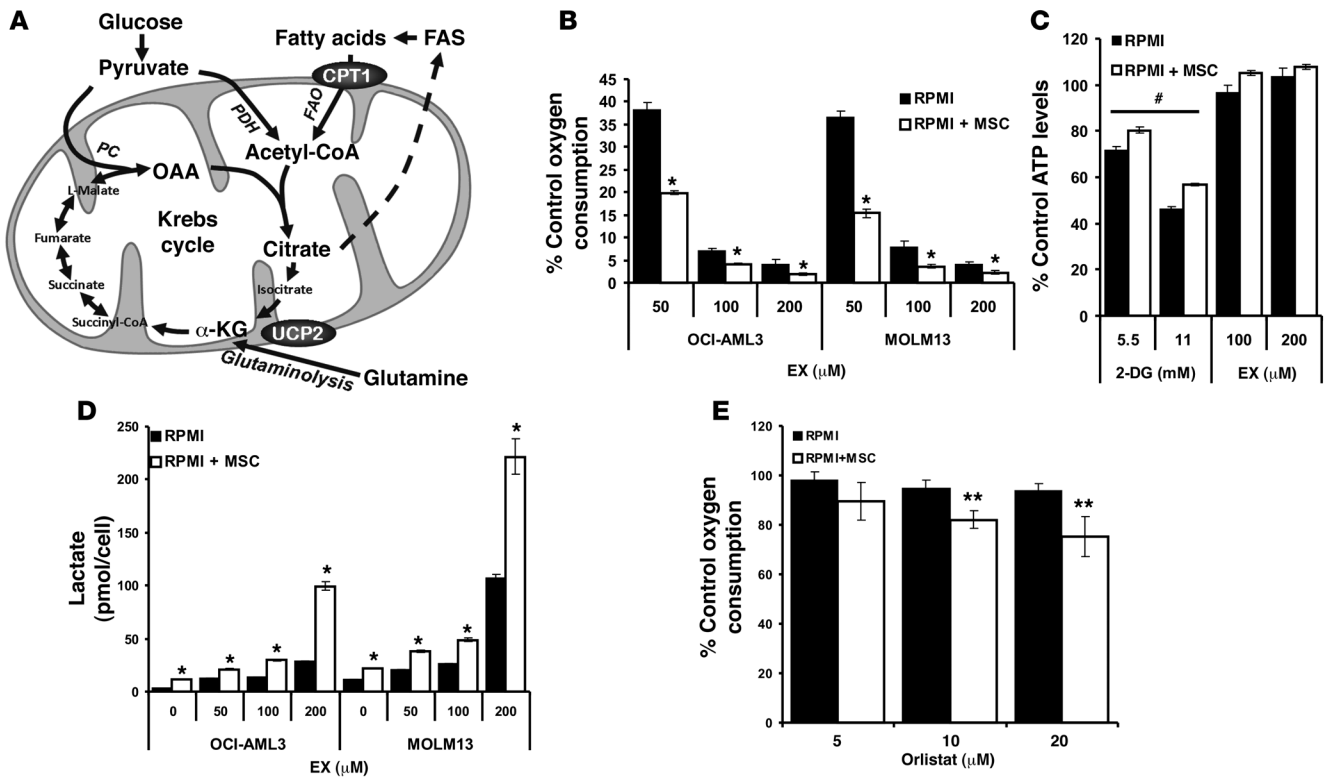 A
Glucose
Pyruvate
Fatty acids
FAS
CPT1
PDH
FAO
PC
Acetyl-CoA
OAA
L-Malate
Krebs
cycle
Fumarate
Citrate
Succinate
Isocitrate
Succinyl-CoA
α-KG
UCP2
Glutaminolysis
Glutamine
B
% Control oxygen
consumption
RPMI
RPMI + MSC
45
40
35
30
25
20
15
10
5
0
* * * * * *
50 100 200 50 100 200
OCI-AML3 MOLM13
EX (µM)
C
% Control ATP levels
RPMI
RPMI + MSC
#
120
100
80
60
40
20
0
5.5 11 100 200
2-DG (mM) EX (µM)
D
Lactate
(pmol/cell)
RPMI
RPMI + MSC
250
200
150
100
50
0
* * * * * * * *
0 50 100 200 0 50 100 200
OCI-AML3 MOLM13
EX (µM)
E
% Control oxygen
consumption
RPMI
RPMI+MSC
120
100
80
60
40
20
0
** **
5 10 20
Orlistat (µM)